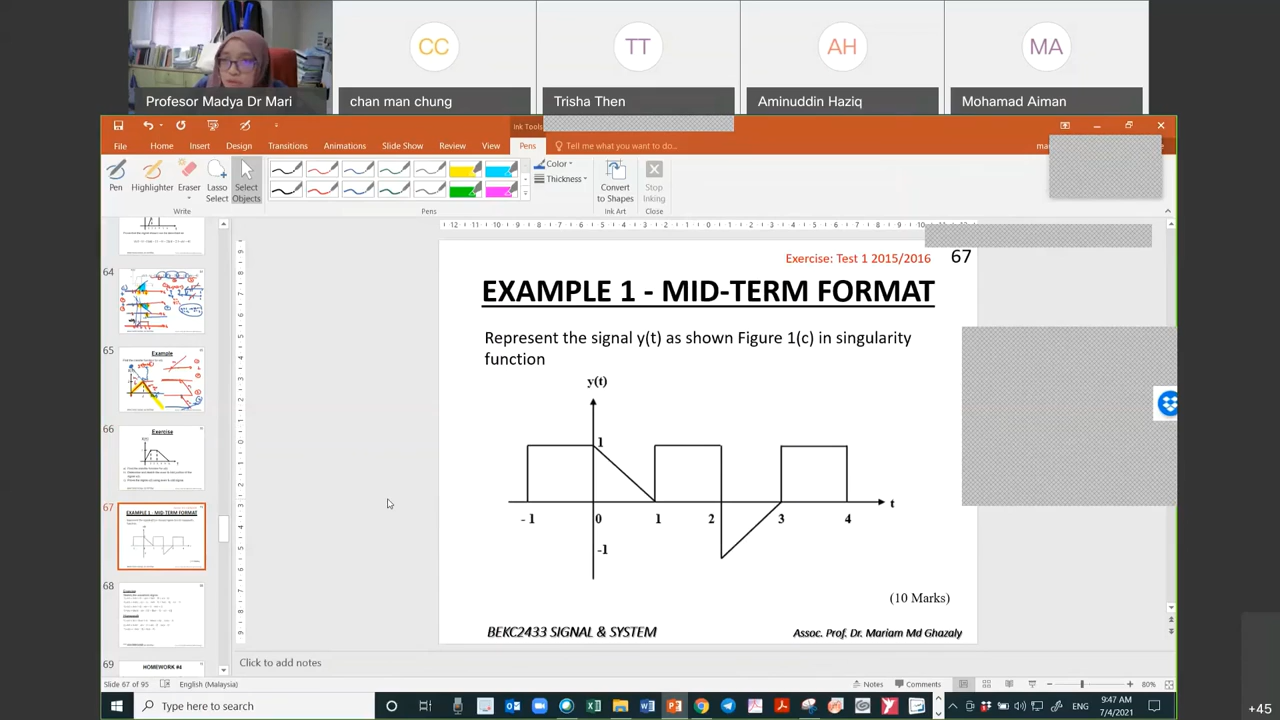 CC
TT
AH
MA
Profesor Madya Dr Mari
chan man chung
Trisha Then
Aminuddin Haziq
Mohamad Aiman
Ink Tools
File
Home
Insert
Design
Transitions
Animations
Slide Show
Review
View
Pens
Tell me what you want to do...
Pen
Highlighter
Eraser
Lasso
Select
Select
Objects
Color
Thickness
Convert
to Shapes
Stop
Inking
Write
Pens
Ink Art
Close
64
65
Example
66
Exercise
67
EXAMPLE 1 - MID-TERM FORMAT
68
69
HOMEWORK #4
Exercise: Test 1 2015/2016
67
EXAMPLE 1 - MID-TERM FORMAT
Represent the signal y(t) as shown Figure 1(c) in singularity
function
y(t)
1
- 1
0
1
2
3
4
t
-1
(10 Marks)
BEKC2433 SIGNAL & SYSTEM
Assoc. Prof. Dr. Mariam Md Ghazaly
Click to add notes
Slide 67 of 95
English (Malaysia)
Notes
Comments
80%
Type here to search
ENG
9:47 AM
7/4/2021
+45